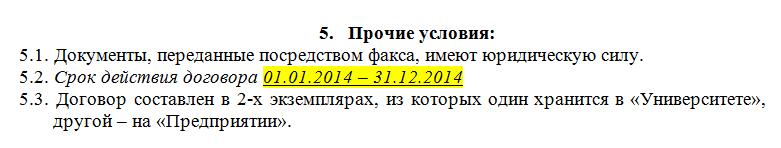 5. Прочие условия:
5.1. Документы, переданные посредством факса, имеют юридическую силу.
5.2. Срок действия договора 01.01.2014 – 31.12.2014
5.3. Договор составлен в 2-х экземплярах, из которых один хранится в «Университете»,
другой – на «Предприятии».